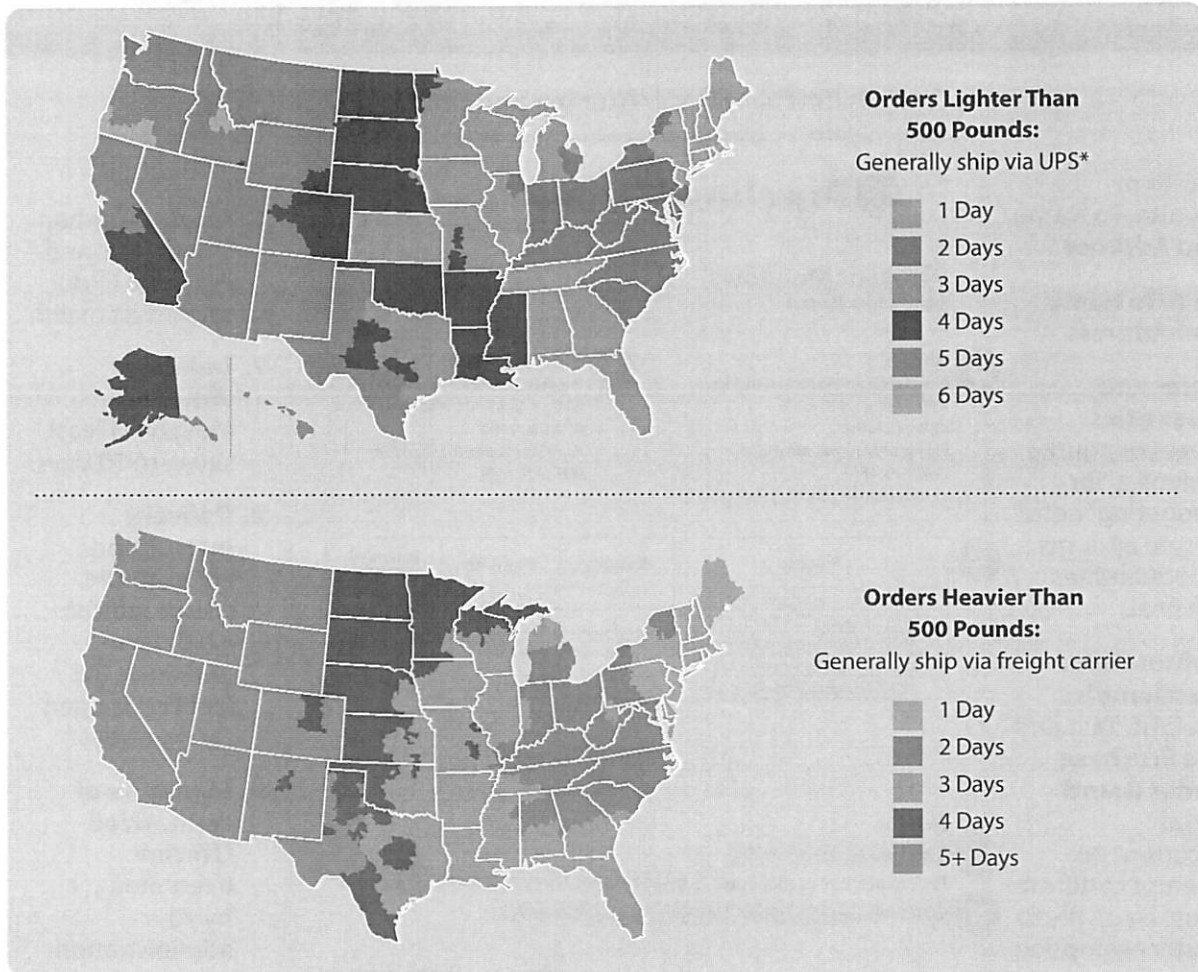 Orders Lighter Than
500 Pounds:
Generally ship via UPS*
1 Day
2 Days
3 Days
4 Days
5 Days
6 Days
Orders Heavier Than
500 Pounds:
Generally ship via freight carrier
1 Day
2 Days
3 Days
4 Days
5+ Days